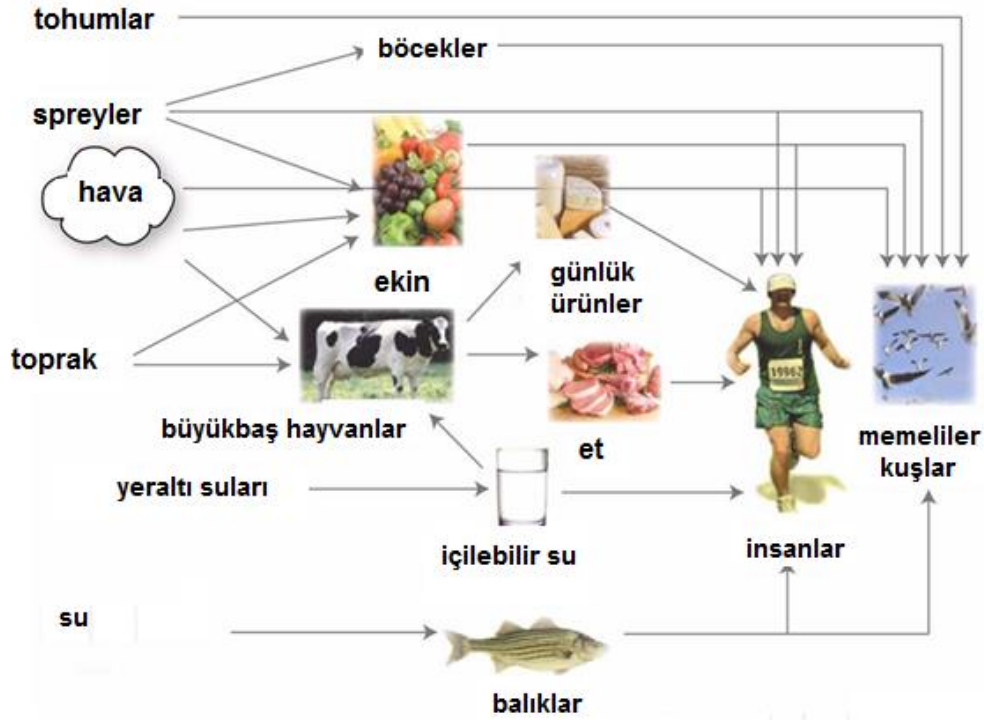 tohumlar
böcekler
spreyler
hava
ekin
günlük
ürünler
toprak
büyükbaş hayvanlar
et
19962
memeliler
kuşlar
yeraltı suları
içilebilir su
insanlar
su
balıklar